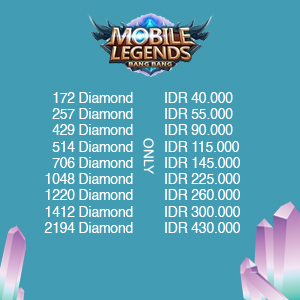 MOBILE
LEGENDS
BANG BANG
172 Diamond IDR 40.000
257 Diamond IDR 55.000
429 Diamond IDR 90.000
514 Diamond IDR 115.000
706 Diamond IDR 145.000
1048 Diamond IDR 225.000
1220 Diamond IDR 260.000
1412 Diamond IDR 300.000
2194 Diamond IDR 430.000
ONLY